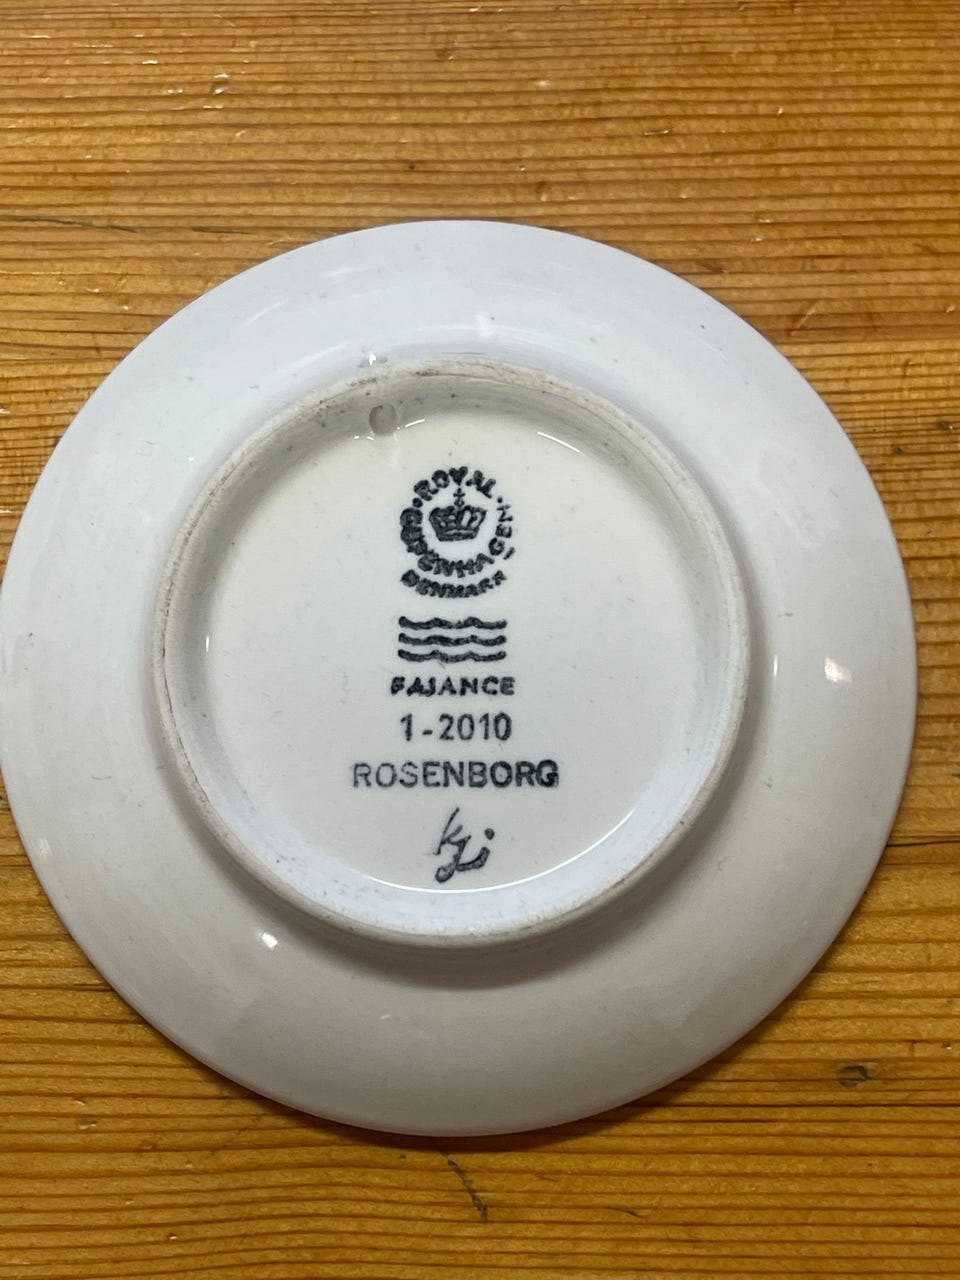 ROYAL
COPENHAGEN
DENMARK
FAJANCE
1-2010
ROSENBORG